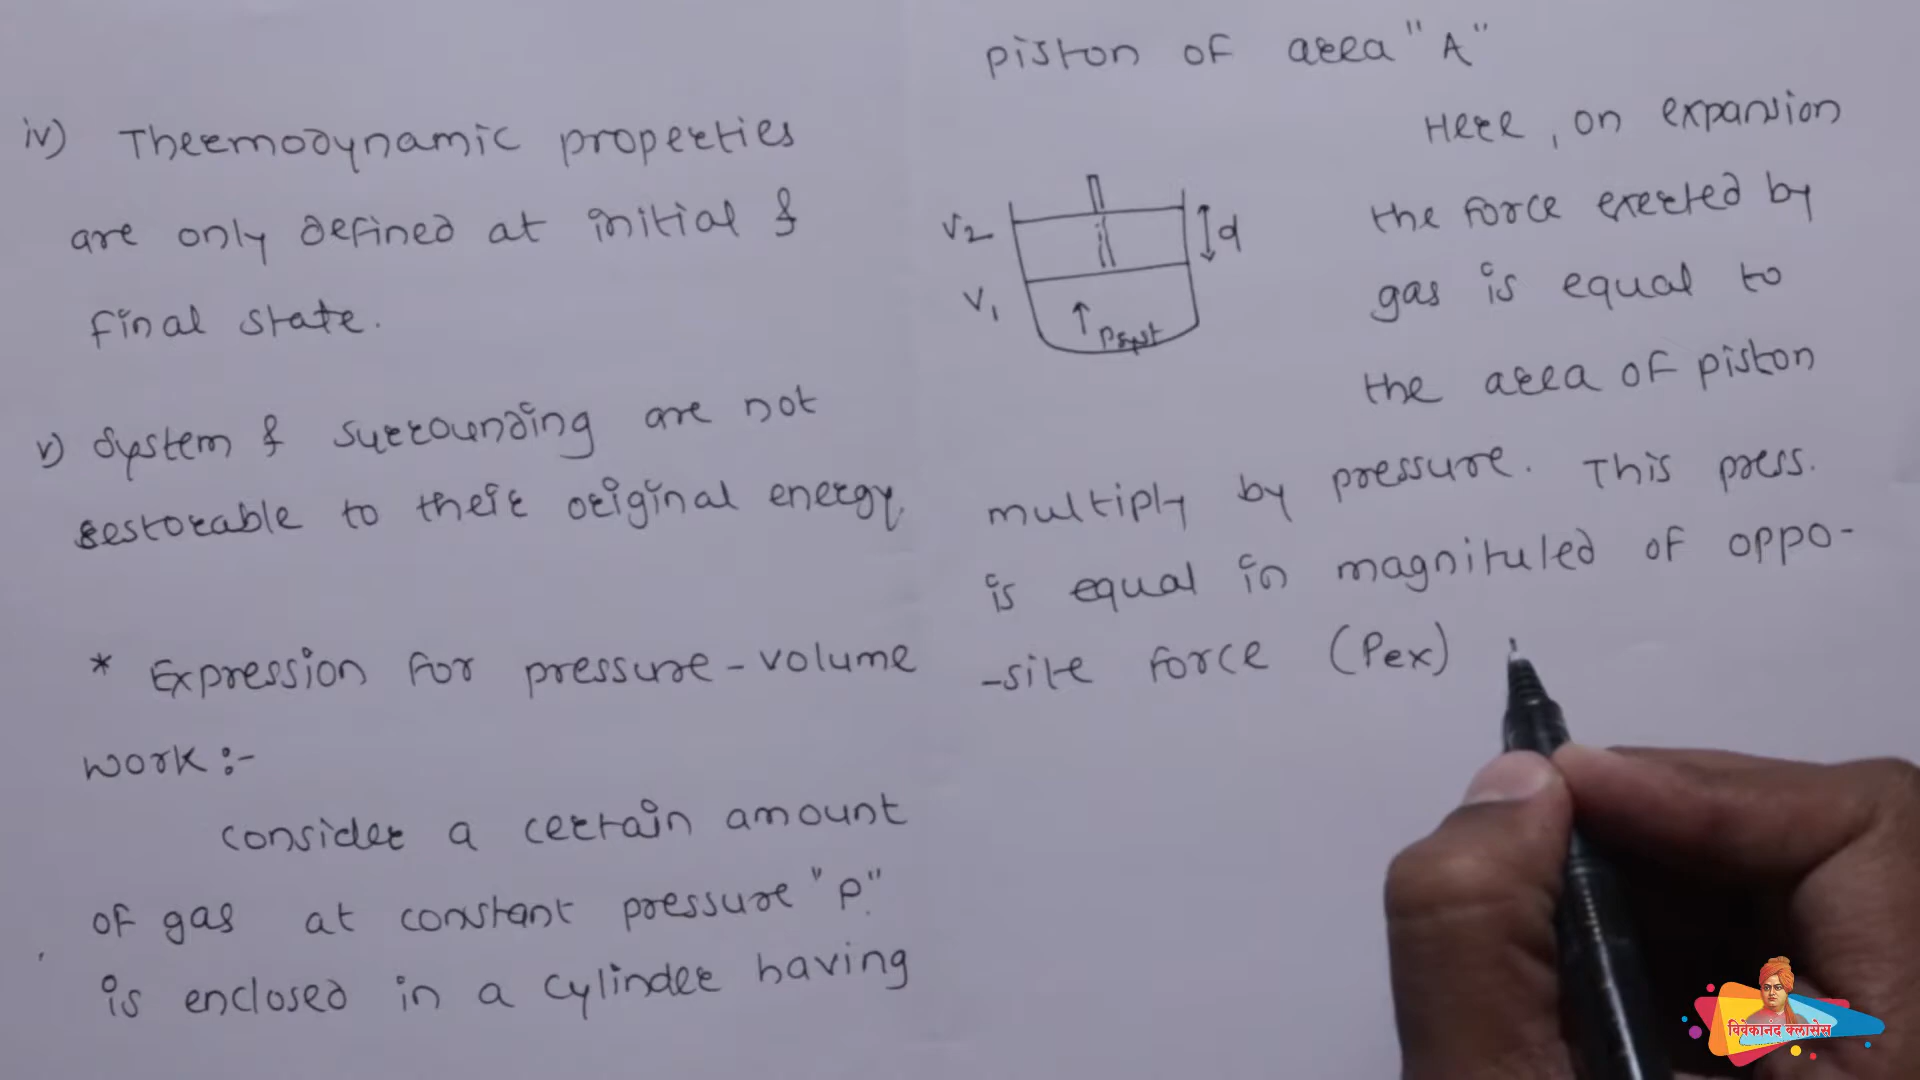 iv) Thermodynamic properties
are only defined at initial &
final state.
v) System & surrounding are not
restorable to their original energy.
* Expression for pressure-volume
work:-
consider a certain amount
of gas at constant pressure "P"
is enclosed in a cylinder having
piston of area "A"
Here, on expansion
the force exerted by
gas is equal to
the area of piston
V2
d
V1
multiply by pressure. This press.
is equal in magnituled of oppo-
-site force (Pex)
विवेकानंद क्लासेस